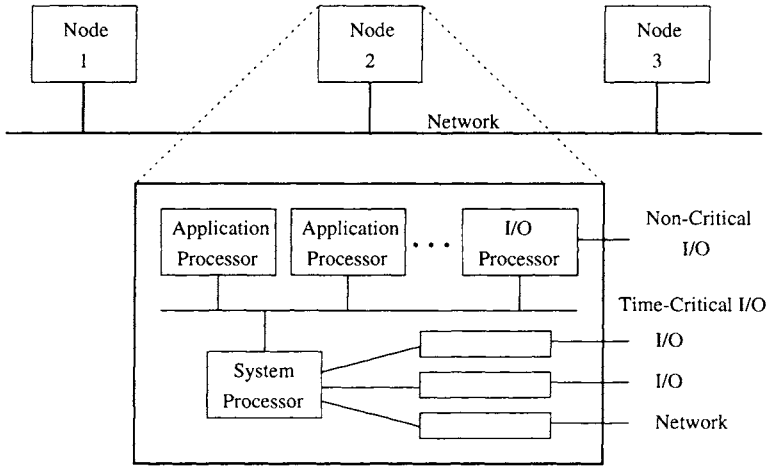 Node
1
Node
2
Node
3
Network
Application
Processor
Application
Processor
...
I/O
Processor
Non-Critical
I/O
Time-Critical I/O
I/O
System
Processor
I/O
Network